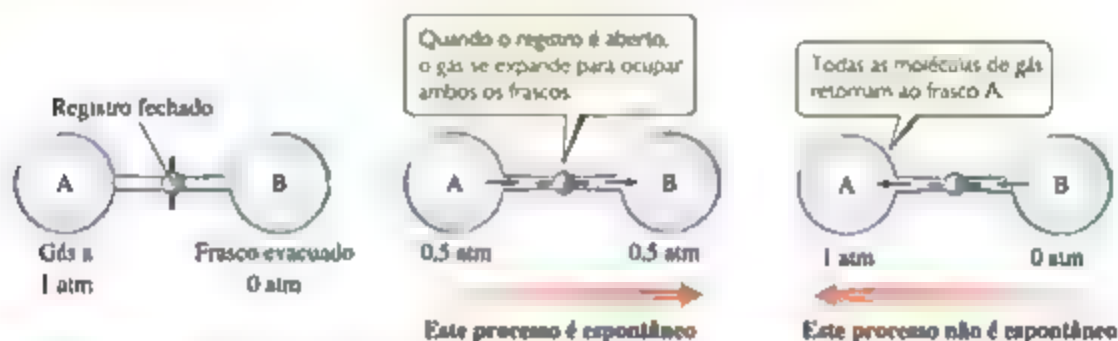 Registro fechado
A
B
Gás a
1 atm
Frasco evacuado
0 atm
Quando o registro é aberto,
o gás se expande para ocupar
ambos os frascos.
A
B
0,5 atm
0,5 atm
Este processo é espontâneo
Todas as moléculas de gás
retornam ao frasco A.
A
B
1 atm
0 atm
Este processo não é espontâneo